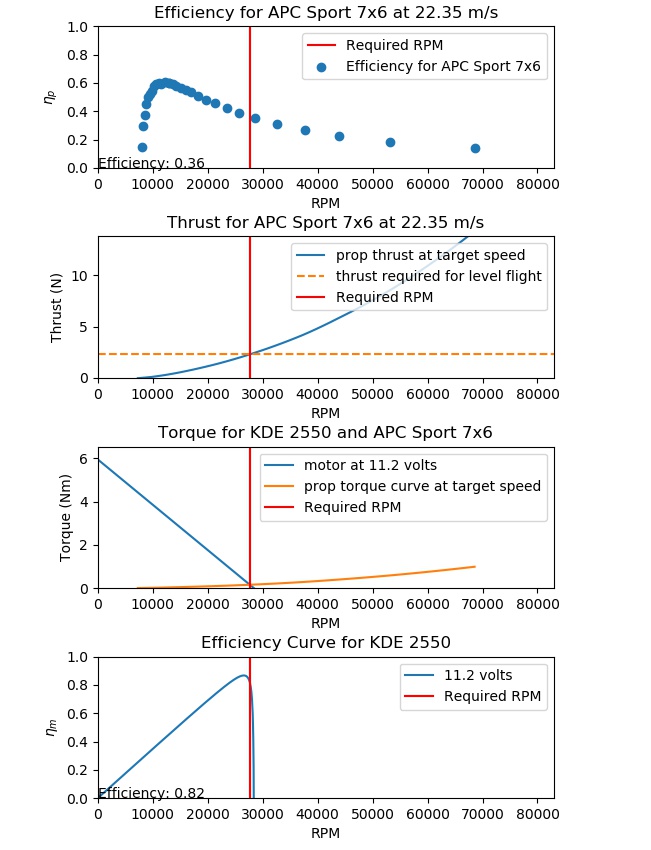 Efficiency for APC Sport 7x6 at 22.35 m/s
1.0
0.8
0.6
0.4
0.2
0.0
ηp
Required RPM
Efficiency for APC Sport 7x6
Efficiency: 0.36
0 10000 20000 30000 40000 50000 60000 70000 80000
RPM
Thrust for APC Sport 7x6 at 22.35 m/s
10
5
0
Thrust (N)
prop thrust at target speed
thrust required for level flight
Required RPM
0 10000 20000 30000 40000 50000 60000 70000 80000
RPM
Torque for KDE 2550 and APC Sport 7x6
6
4
2
0
Torque (Nm)
motor at 11.2 volts
prop torque curve at target speed
Required RPM
0 10000 20000 30000 40000 50000 60000 70000 80000
RPM
Efficiency Curve for KDE 2550
1.0
0.8
0.6
0.4
0.2
0.0
ηm
11.2 volts
Required RPM
Efficiency: 0.82
0 10000 20000 30000 40000 50000 60000 70000 80000
RPM